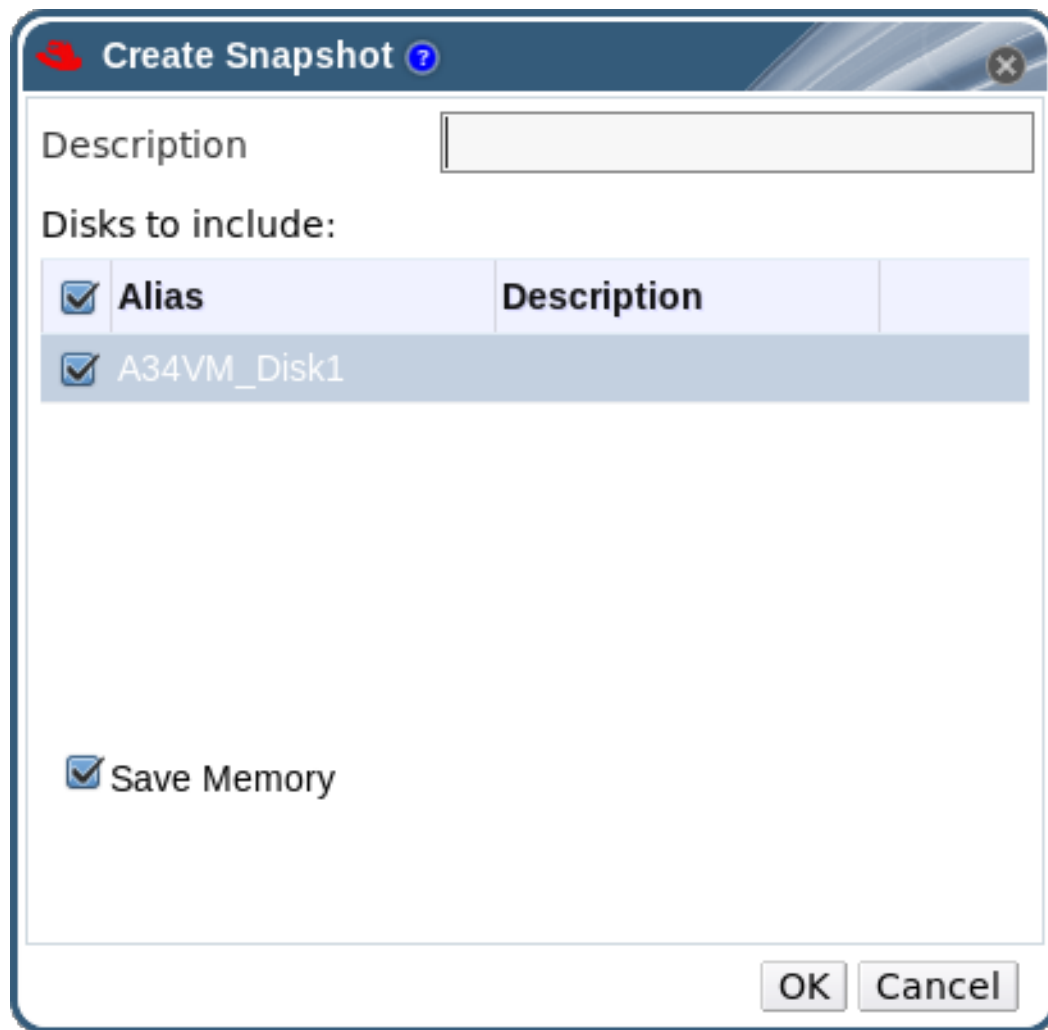 Create Snapshot ?
Description
Disks to include:
Alias Description
A34VM_Disk1
Save Memory
OK Cancel